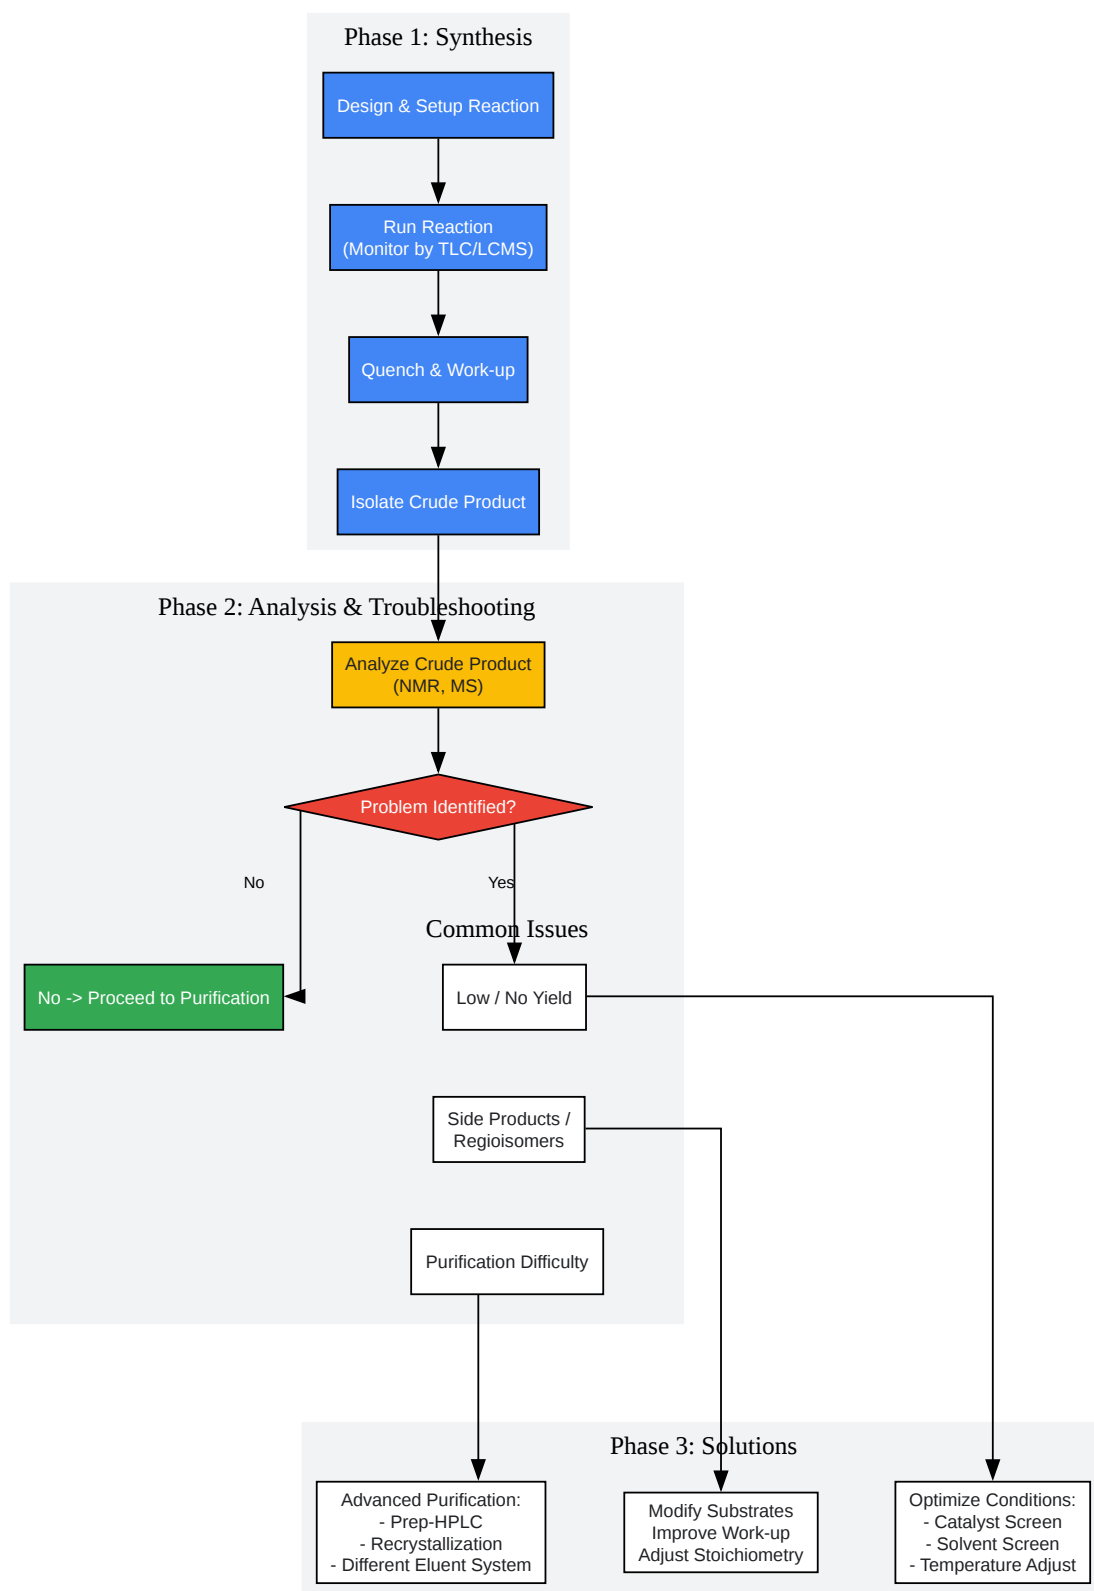 Phase 1: Synthesis
Design & Setup Reaction
Run Reaction
(Monitor by TLC/LCMS)
Quench & Work-up
Isolate Crude Product
Phase 2: Analysis & Troubleshooting
Analyze Crude Product
(NMR, MS)
Problem Identified?
No
Yes
Common Issues
No -> Proceed to Purification
Low / No Yield
Side Products /
Regioisomers
Purification Difficulty
Phase 3: Solutions
Advanced Purification:
- Prep-HPLC
- Recrystallization
- Different Eluent System
Modify Substrates
Improve Work-up
Adjust Stoichiometry
Optimize Conditions:
- Catalyst Screen
- Solvent Screen
- Temperature Adjust